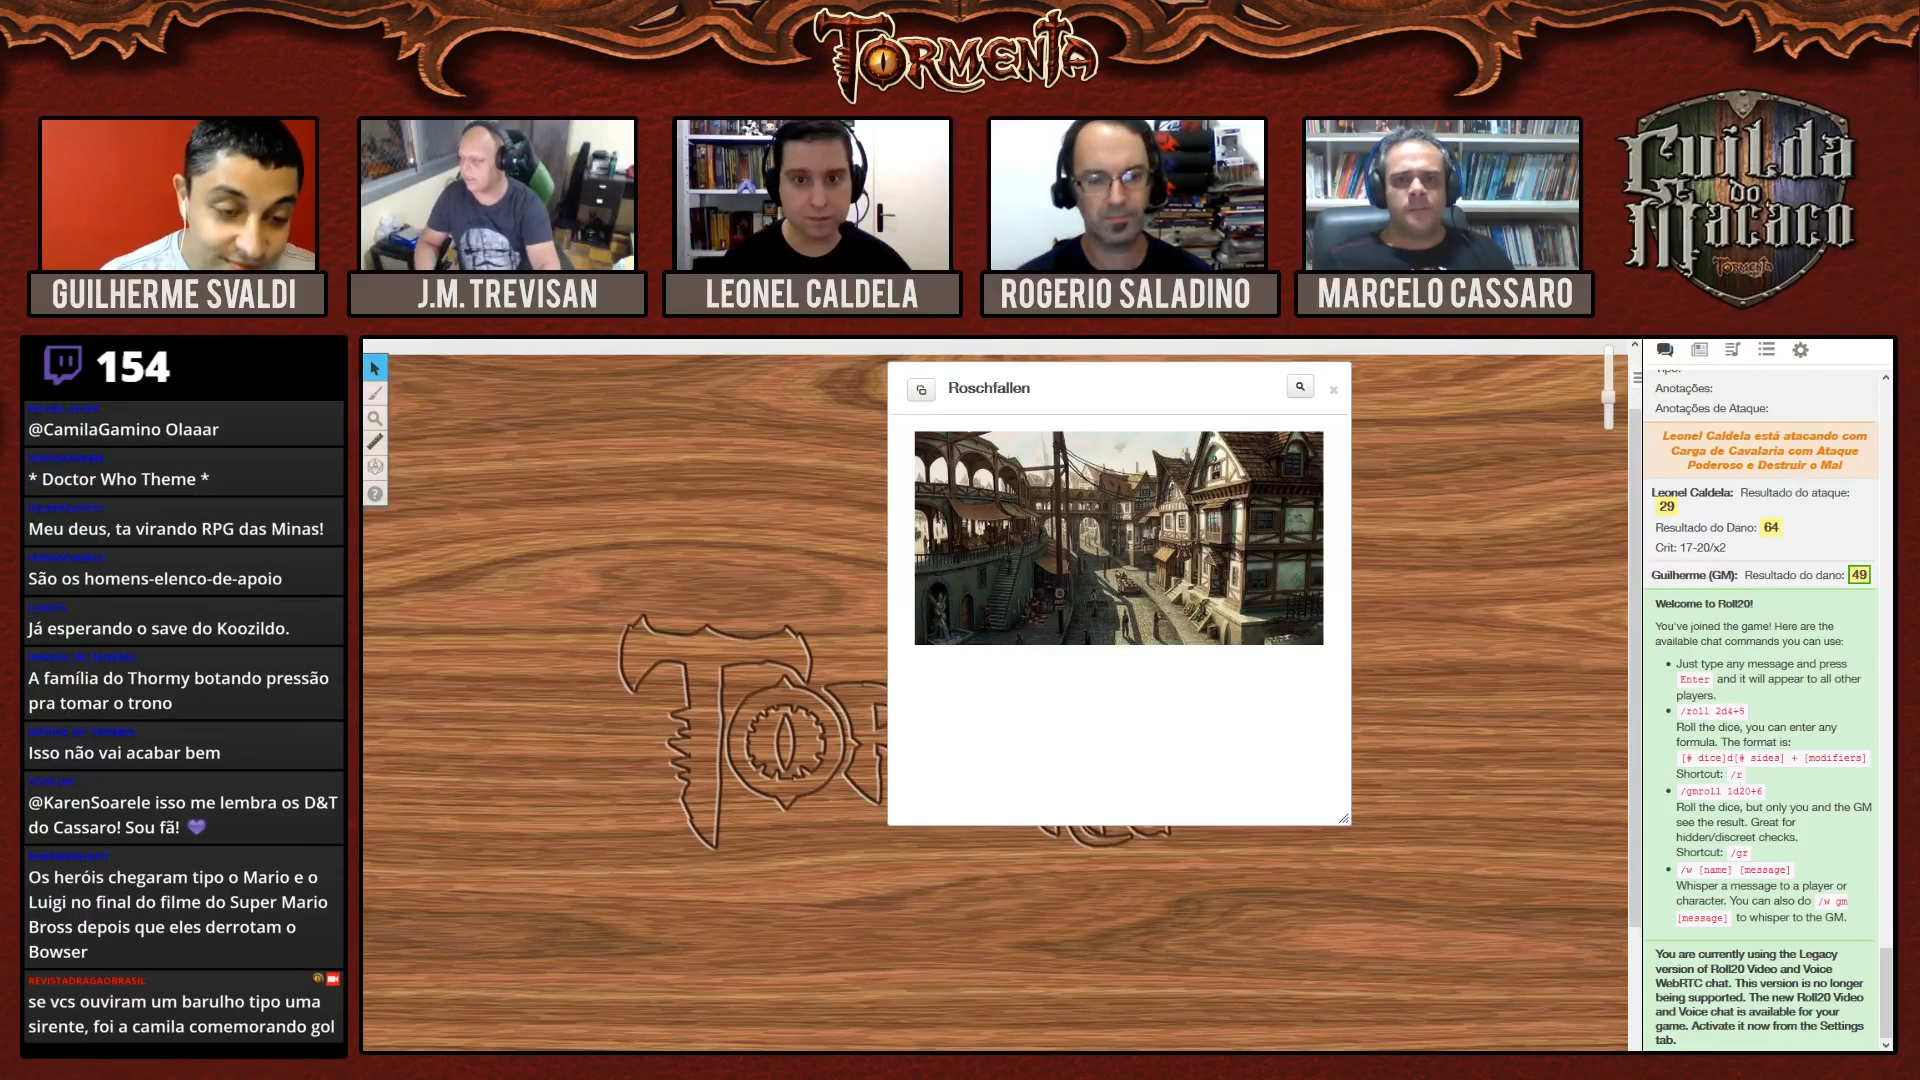 TORMENTA
Guilda
do
Macaco
TORMENTA
GUILHERME SVALDI
J.M. TREVISAN
LEONEL CALDELA
ROGERIO SALADINO
MARCELO CASSARO
154
@CamilaGamino Olaaar
* Doctor Who Theme *
Meu deus, ta virando RPG das Minas!
São os homens-elenco-de-apoio
Já esperando o save do Koozildo.
A família do Thormy botando pressão
pra tomar o trono
Isso não vai acabar bem
@KarenSoarele isso me lembra os D&T
do Cassaro! Sou fã! 💜
Os heróis chegaram tipo o Mario e o
Luigi no final do filme do Super Mario
Bross depois que eles derrotam o
Bowser
REVISTADRAGAOBRASIL
se vcs ouviram um barulho tipo uma
sirente, foi a camila comemorando gol
Roschfallen
Anotações:
Anotações de Ataque:
Leonel Caldela está atacando com
Carga de Cavalaria com Ataque
Poderoso e Destruir o Mal
Leonel Caldela: Resultado do ataque:
29
Resultado do Dano: 64
Crit: 17-20/x2
Guilherme (GM): Resultado do dano: 49
Welcome to Roll20!
You've joined the game! Here are the
available chat commands you can use:
• Just type any message and press
Enter and it will appear to all other
players.
• /roll 2d4+5
Roll the dice, you can enter any
formula. The format is:
[# dice]d[# sides] + [modifiers]
Shortcut: /r
• /gmroll 1d20+6
Roll the dice, but only you and the GM
see the result. Great for
hidden/discreet checks.
Shortcut: /gr
• /w [name] [message]
Whisper a message to a player or
character. You can also do /w gm
[message] to whisper to the GM.
You are currently using the Legacy
version of Roll20 Video and Voice
WebRTC chat. This version is no longer
being supported. The new Roll20 Video
and Voice chat is available for your
game. Activate it now from the Settings
tab.